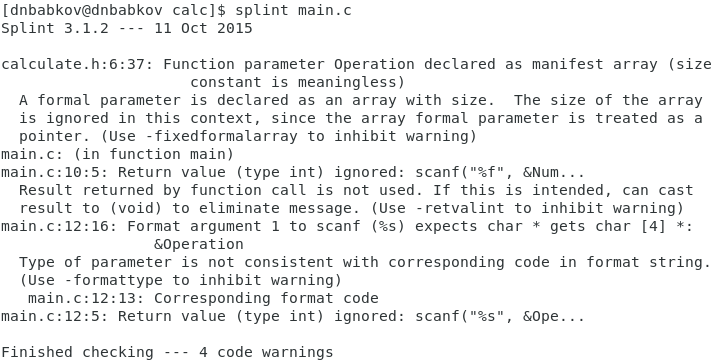 [dnbabkov@dnbabkov calc]$ splint main.c
Splint 3.1.2 --- 11 Oct 2015
calculate.h:6:37: Function parameter Operation declared as manifest array (size
constant is meaningless)
A formal parameter is declared as an array with size.  The size of the array
is ignored in this context, since the array formal parameter is treated as a
pointer. (Use -fixedformalarray to inhibit warning)
main.c: (in function main)
main.c:10:5: Return value (type int) ignored: scanf("%f", &Num...
Result returned by function call is not used. If this is intended, can cast
result to (void) to eliminate message. (Use -retvalint to inhibit warning)
main.c:12:16: Format argument 1 to scanf (%s) expects char * gets char [4] *:
&Operation
Type of parameter is not consistent with corresponding code in format string.
(Use -formattype to inhibit warning)
main.c:12:13: Corresponding format code
main.c:12:5: Return value (type int) ignored: scanf("%s", &Ope...
Finished checking --- 4 code warnings